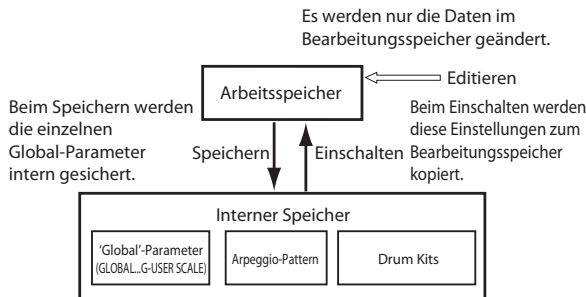 Es werden nur die Daten im
Bearbeitungsspeicher geändert.
Arbeitsspeicher
Editieren
Beim Speichern werden
die einzelnen
Global-Parameter
intern gesichert.
Speichern
Einschalten
Beim Einschalten werden
diese Einstellungen zum
Bearbeitungsspeicher
kopiert.
Interner Speicher
'Global'-Parameter
(GLOBAL...G-USER SCALE)
Arpeggio-Pattern
Drum Kits